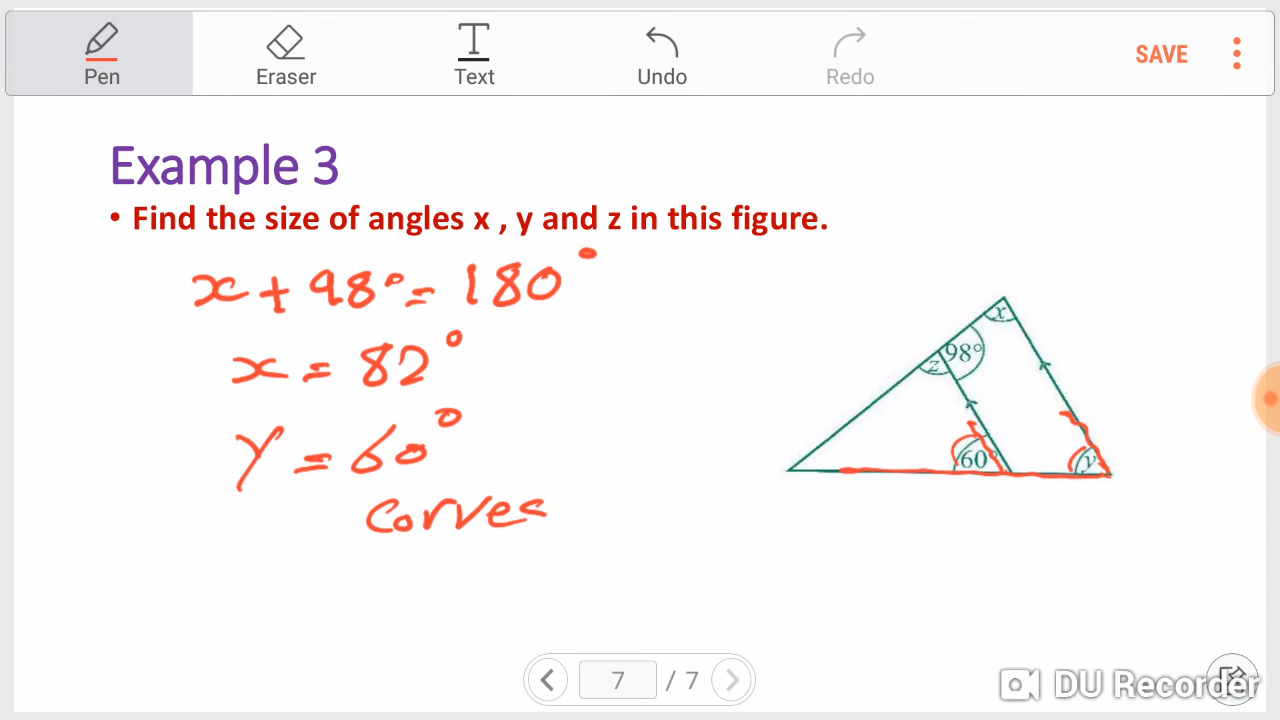 Pen
Eraser
Text
Undo
Redo
SAVE
Example 3
• Find the size of angles x , y and z in this figure.
x + 98° = 180°
x = 82°
y = 60°
corres
x
98°
z
60°
y
7 / 7
DU Recorder